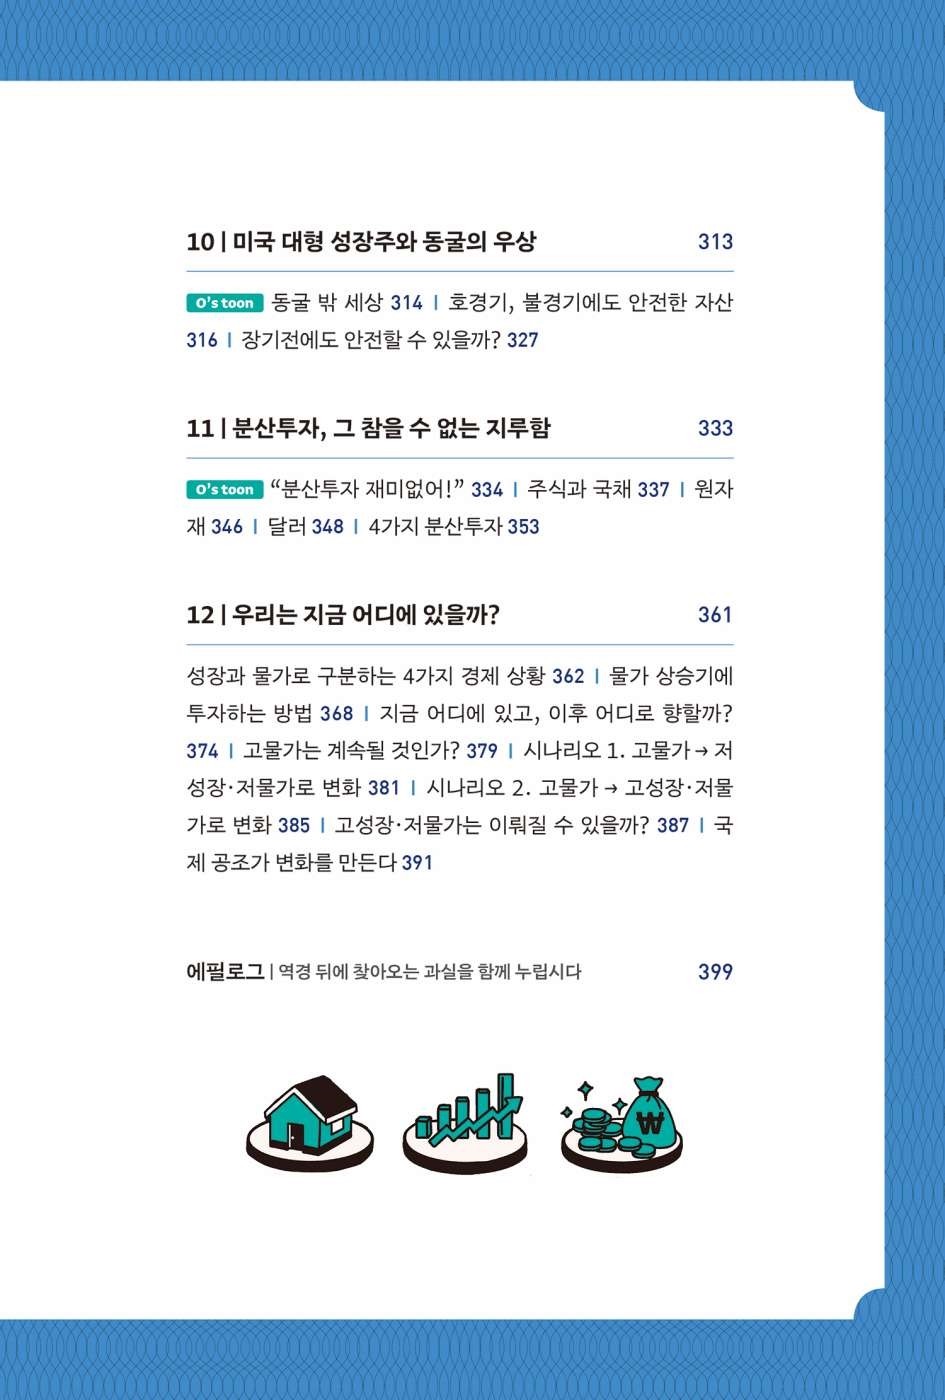 10 | 미국 대형 성장주와 동굴의 우상 313
O's toon 동굴 밖 세상 314 | 호경기, 불경기에도 안전한 자산
316 | 장기전에도 안전할 수 있을까? 327
11 | 분산투자, 그 참을 수 없는 지루함 333
O's toon “분산투자 재미없어!” 334 | 주식과 국채 337 | 원자
재 346 | 달러 348 | 4가지 분산투자 353
12 | 우리는 지금 어디에 있을까? 361
성장과 물가로 구분하는 4가지 경제 상황 362 | 물가 상승기에
투자하는 방법 368 | 지금 어디에 있고, 이후 어디로 향할까?
374 | 고물가는 계속될 것인가? 379 | 시나리오 1. 고물가 → 저
성장·저물가로 변화 381 | 시나리오 2. 고물가 → 고성장·저물
가로 변화 385 | 고성장·저물가는 이뤄질 수 있을까? 387 | 국
제 공조가 변화를 만든다 391
에필로그 | 역경 뒤에 찾아오는 과실을 함께 누립시다 399
₩